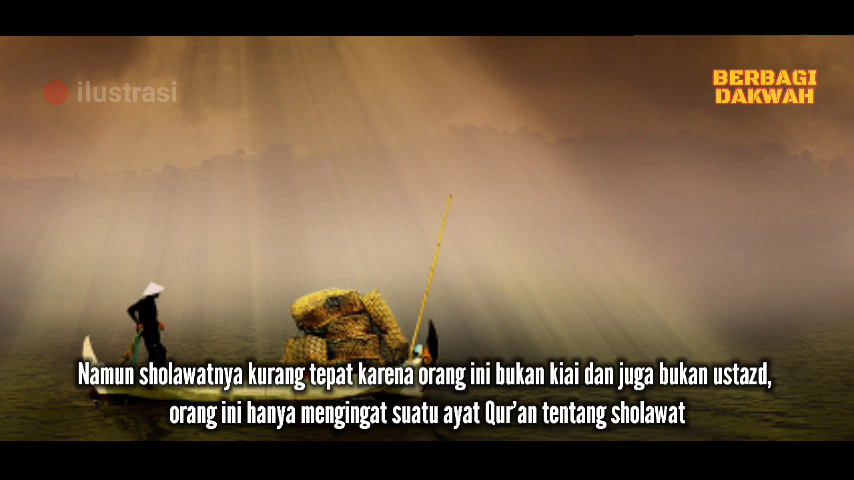 ilustrasi
BERBAGI
DAKWAH
Namun sholawatnya kurang tepat karena orang ini bukan kiai dan juga bukan ustazd,
orang ini hanya mengingat suatu ayat Qur'an tentang sholawat